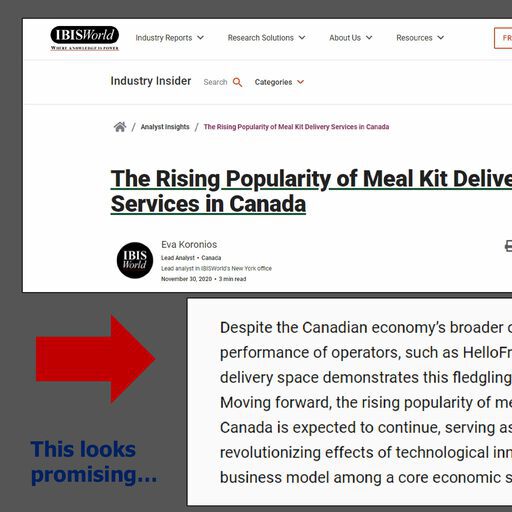 IBISWorld
WHERE KNOWLEDGE IS POWER
Industry Reports
Research Solutions
About Us
Resources
FR
Industry Insider
Search
Categories
/ Analyst Insights / The Rising Popularity of Meal Kit Delivery Services in Canada
The Rising Popularity of Meal Kit Delive
Services in Canada
IBIS
World
Eva Koronios
Lead Analyst • Canada
Lead analyst in IBISWorld's New York office
November 30, 2020 • 3 min read
Despite the Canadian economy's broader
performance of operators, such as HelloFr
delivery space demonstrates this fledgling
Moving forward, the rising popularity of me
Canada is expected to continue, serving as
revolutionizing effects of technological inn
business model among a core economic s
This looks
promising...